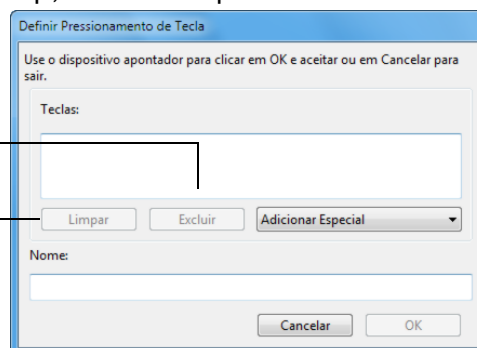 Definir Pressionamento de Tecla
Use o dispositivo apontador para clicar em OK e aceitar ou em Cancelar para
sair.
Teclas:
Limpar Excluir Adicionar Especial
Nome:
Cancelar OK